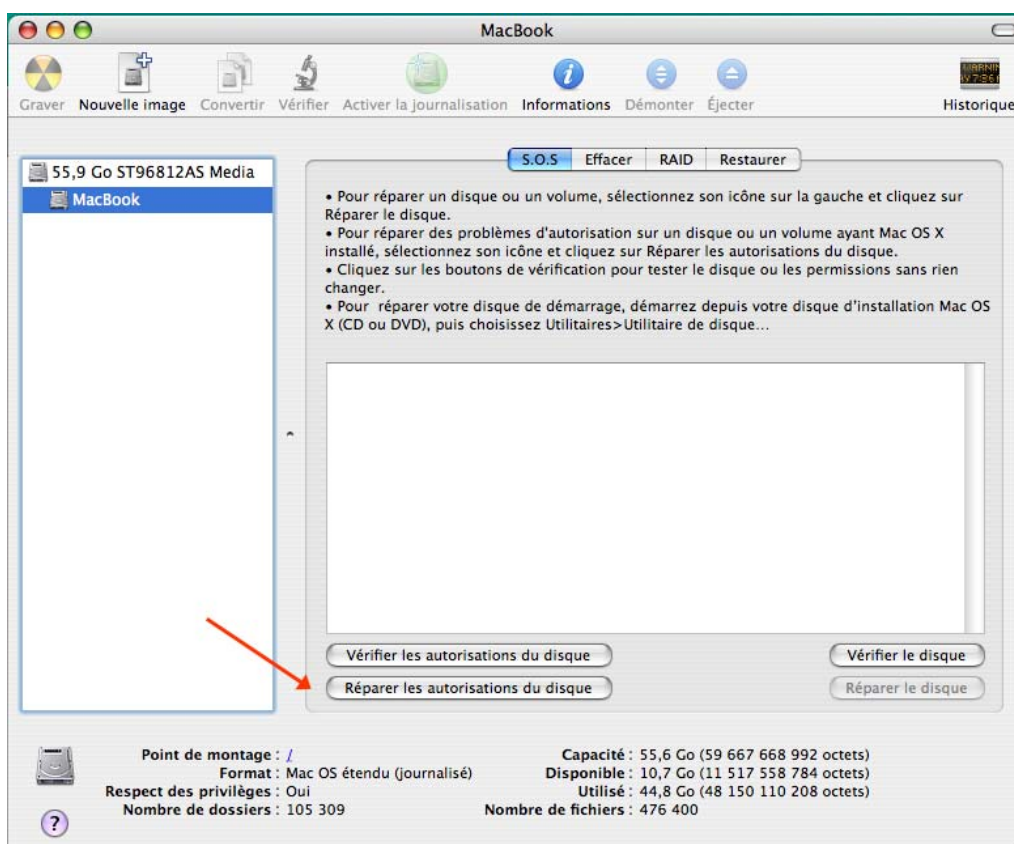 MacBook
Graver Nouvelle image Convertir Vérifier Activer la journalisation Informations Démonter Éjecter Historique
55,9 Go ST96812AS Media
MacBook
S.O.S Effacer RAID Restaurer
• Pour réparer un disque ou un volume, sélectionnez son icône sur la gauche et cliquez sur
Réparer le disque.
• Pour réparer des problèmes d'autorisation sur un disque ou un volume ayant Mac OS X
installé, sélectionnez son icône et cliquez sur Réparer les autorisations du disque.
• Cliquez sur les boutons de vérification pour tester le disque ou les permissions sans rien
changer.
• Pour réparer votre disque de démarrage, démarrez depuis votre disque d'installation Mac OS
X (CD ou DVD), puis choisissez Utilitaires>Utilitaire de disque...
Vérifier les autorisations du disque Vérifier le disque
Réparer les autorisations du disque Réparer le disque
Point de montage : / Capacité : 55,6 Go (59 667 668 992 octets)
Format : Mac OS étendu (journalisé) Disponible : 10,7 Go (11 517 558 784 octets)
Respect des privilèges : Oui Utilisé : 44,8 Go (48 150 110 208 octets)
Nombre de dossiers : 105 309 Nombre de fichiers : 476 400
?